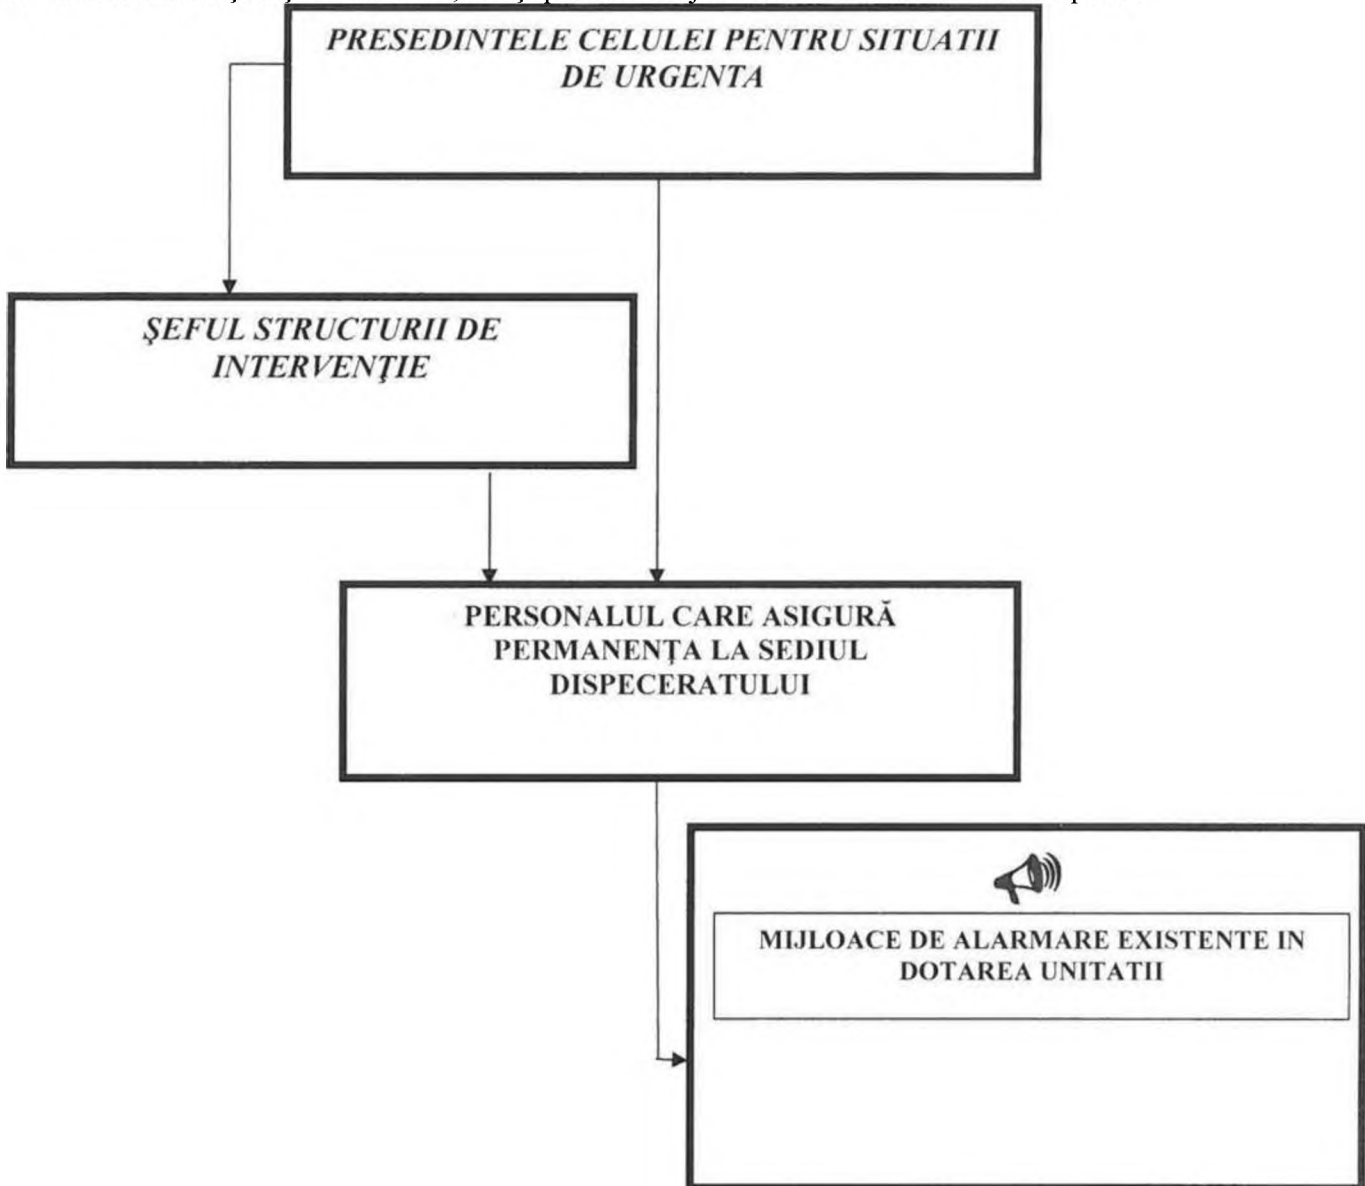 PRESEDINTELE CELULEI PENTRU SITUATII
DE URGENTA
ŞEFUL STRUCTURII DE
INTERVENŢIE
PERSONALUL CARE ASIGURĂ
PERMANENŢA LA SEDIUL
DISPECERATULUI
MIJLOACE DE ALARMARE EXISTENTE IN
DOTAREA UNITATII